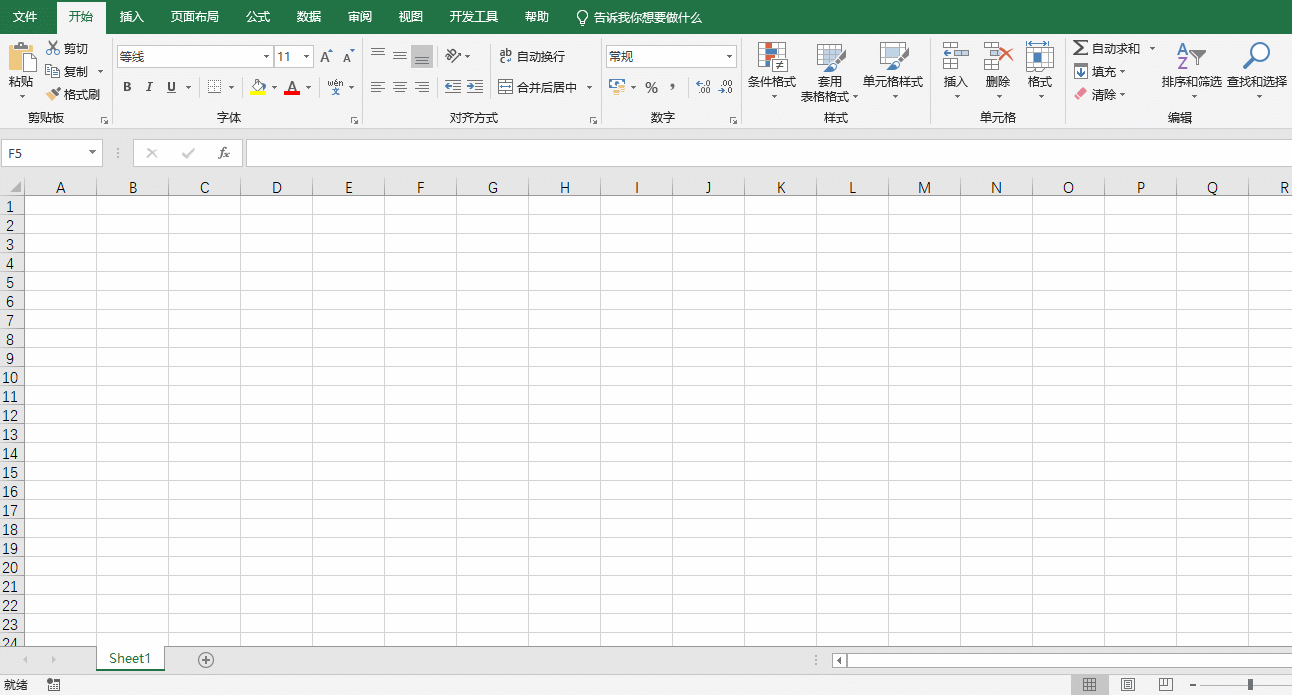 文件 开始 插入 页面布局 公式 数据 审阅 视图 开发工具 帮助 告诉我你想要做什么
粘贴
剪切
复制
格式刷
剪贴板
等线 11 A A
B I U A wén 文
字体
ab 自动换行
合并后居中
对齐方式
常规
% , .0 .00 .00 .0
数字
条件格式
套用
表格格式
单元格样式
样式
插入 删除 格式
单元格
自动求和
填充
清除
排序和筛选 查找和选择
编辑
F5 fx
A B C D E F G H I J K L M N O P Q R
1
2
3
4
5
6
7
8
9
10
11
12
13
14
15
16
17
18
19
20
21
22
23
24
Sheet1
就绪